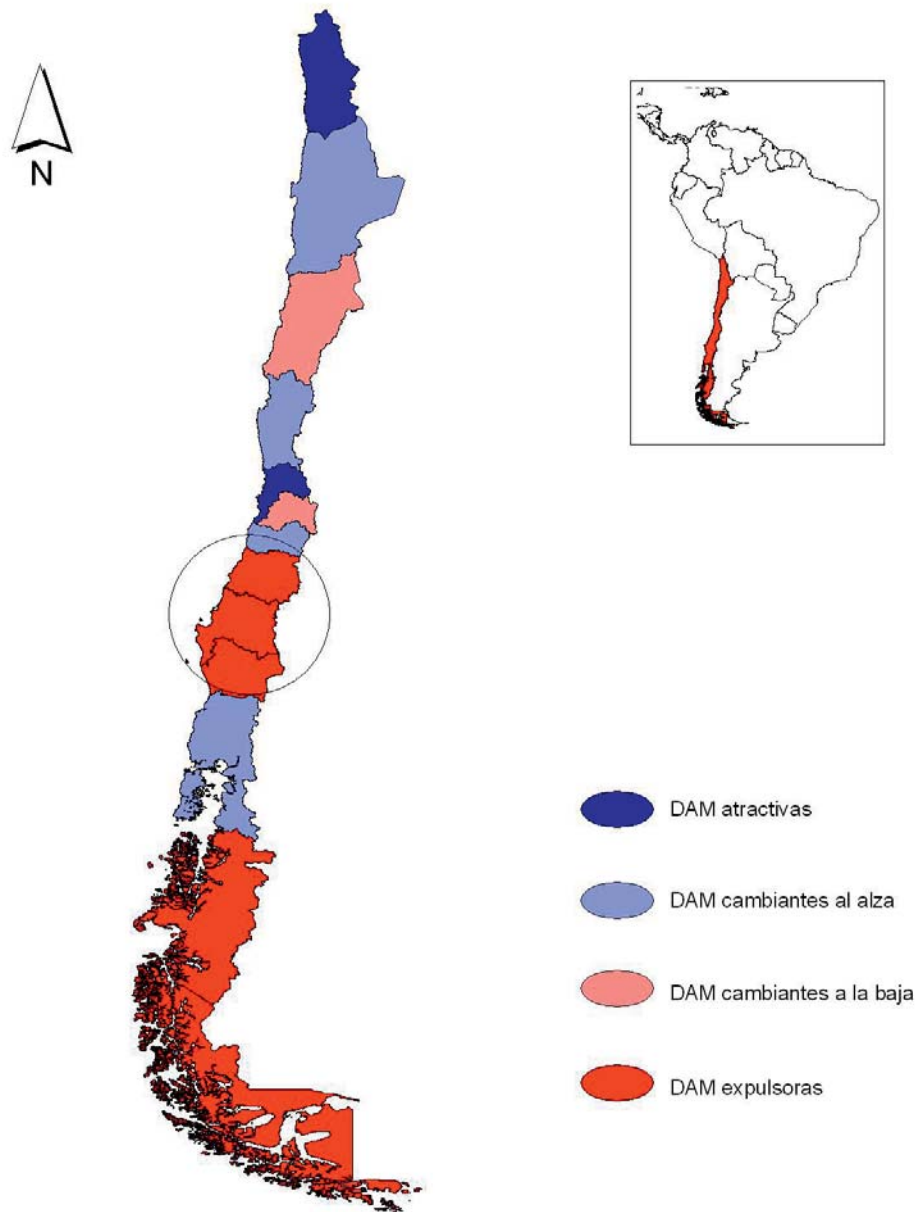 N
DAM atractivas
DAM cambiantes al alza
DAM cambiantes a la baja
DAM expulsoras